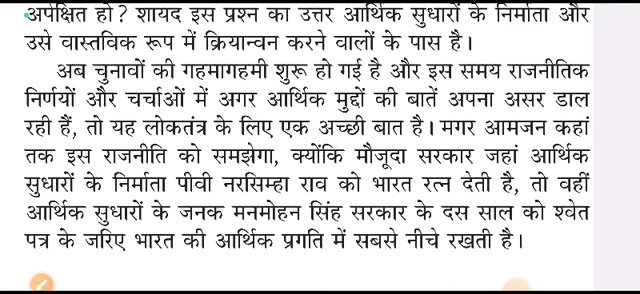 अपेक्षित हो? शायद इस प्रश्न का उत्तर आर्थिक सुधारों के निर्माता और
उसे वास्तविक रूप में क्रियान्वन करने वालों के पास है।
अब चुनावों की गहमागहमी शुरू हो गई है और इस समय राजनीतिक
निर्णयों और चर्चाओं में अगर आर्थिक मुद्दों की बातें अपना असर डाल
रही हैं, तो यह लोकतंत्र के लिए एक अच्छी बात है। मगर आमजन कहां
तक इस राजनीति को समझेगा, क्योंकि मौजूदा सरकार जहां आर्थिक
सुधारों के निर्माता पीवी नरसिम्हा राव को भारत रत्न देती है, तो वहीं
आर्थिक सुधारों के जनक मनमोहन सिंह सरकार के दस साल को श्वेत
पत्र के जरिए भारत की आर्थिक प्रगति में सबसे नीचे रखती है।